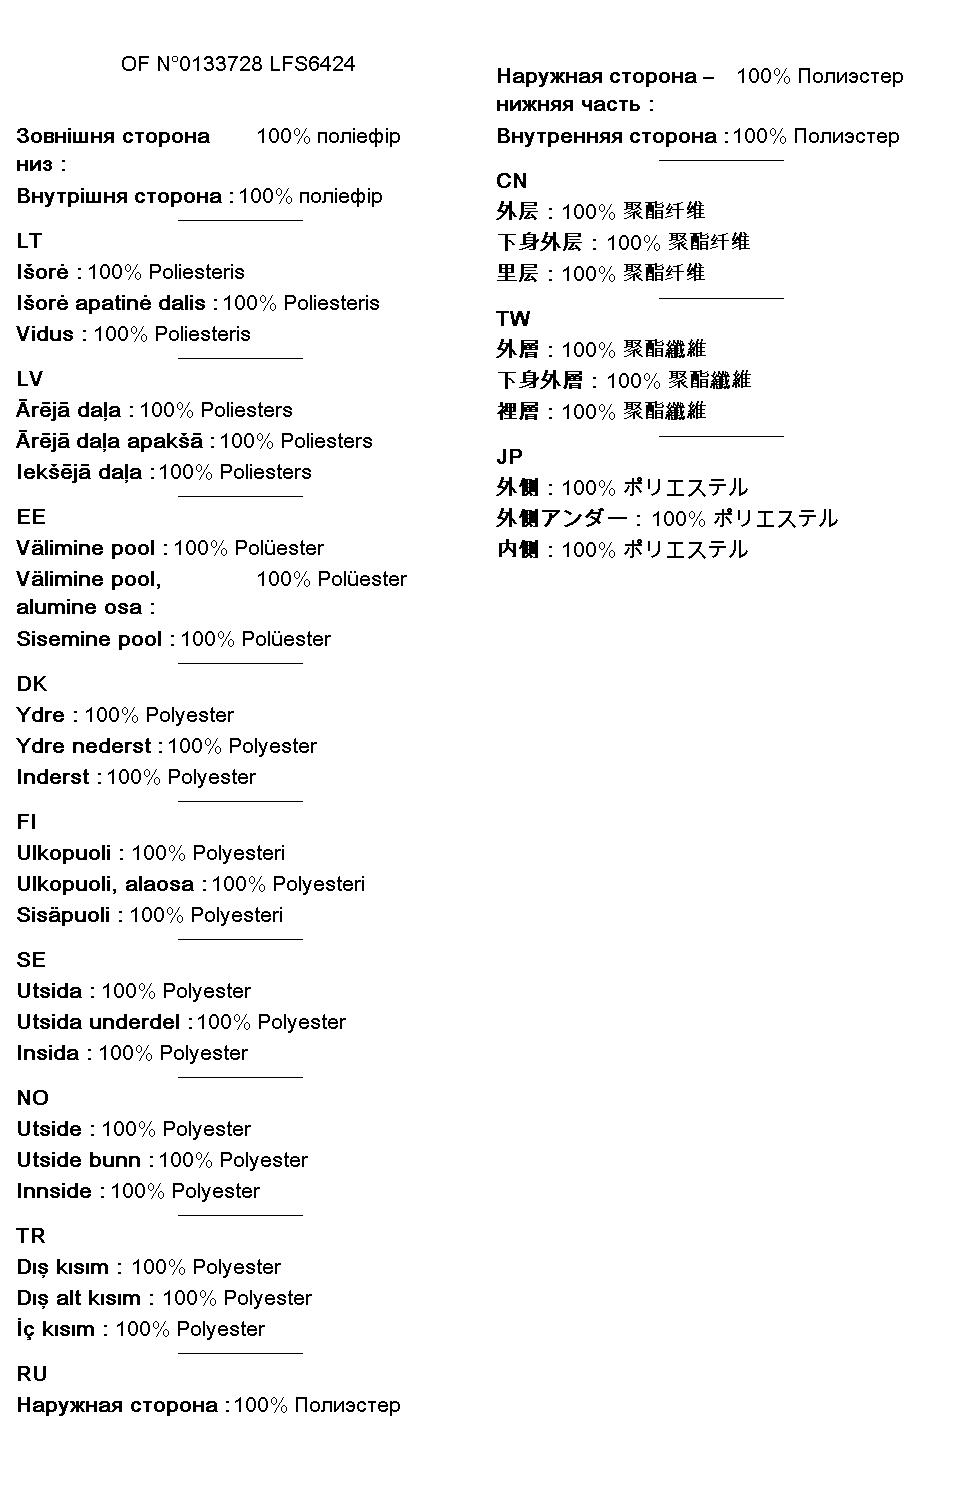 OF N°0133728 LFS6424
Зовнішня сторона 100% поліефір
низ :
Внутрішня сторона : 100% поліефір
LT
Išorė : 100% Poliesteris
Išorė apatinė dalis : 100% Poliesteris
Vidus : 100% Poliesteris
LV
Ārējā daļa : 100% Poliesters
Ārējā daļa apakšā : 100% Poliesters
Iekšējā daļa : 100% Poliesters
EE
Välimine pool : 100% Polüester
Välimine pool, 100% Polüester
alumine osa :
Sisemine pool : 100% Polüester
DK
Ydre : 100% Polyester
Ydre nederst : 100% Polyester
Inderst : 100% Polyester
FI
Ulkopuoli : 100% Polyesteri
Ulkopuoli, alaosa : 100% Polyesteri
Sisäpuoli : 100% Polyesteri
SE
Utsida : 100% Polyester
Utsida underdel : 100% Polyester
Insida : 100% Polyester
NO
Utside : 100% Polyester
Utside bunn : 100% Polyester
Innside : 100% Polyester
TR
Dış kısım : 100% Polyester
Dış alt kısım : 100% Polyester
İç kısım : 100% Polyester
RU
Наружная сторона : 100% Полиэстер
Наружная сторона – 100% Полиэстер
нижняя часть :
Внутренняя сторона : 100% Полиэстер
CN
外层 : 100% 聚酯纤维
下身外层 : 100% 聚酯纤维
里层 : 100% 聚酯纤维
TW
外層 : 100% 聚酯纖維
下身外層 : 100% 聚酯纖維
裡層 : 100% 聚酯纖維
JP
外側 : 100% ポリエステル
外側アンダー : 100% ポリエステル
内側 : 100% ポリエステル